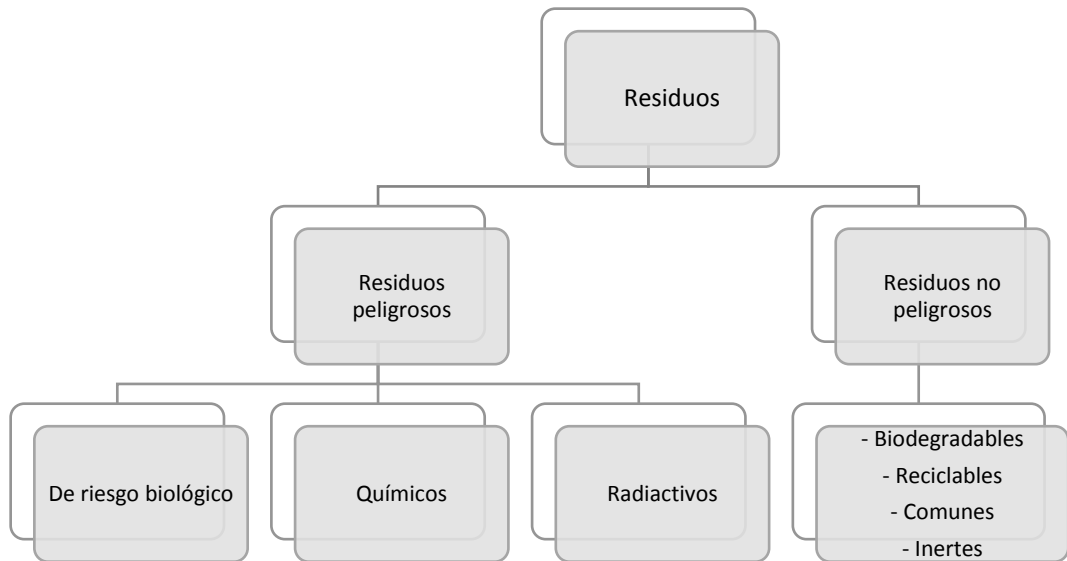 Residuos
Residuos
peligrosos
Residuos no
peligrosos
De riesgo biológico
Químicos
Radiactivos
- Biodegradables
- Reciclables
- Comunes
- Inertes